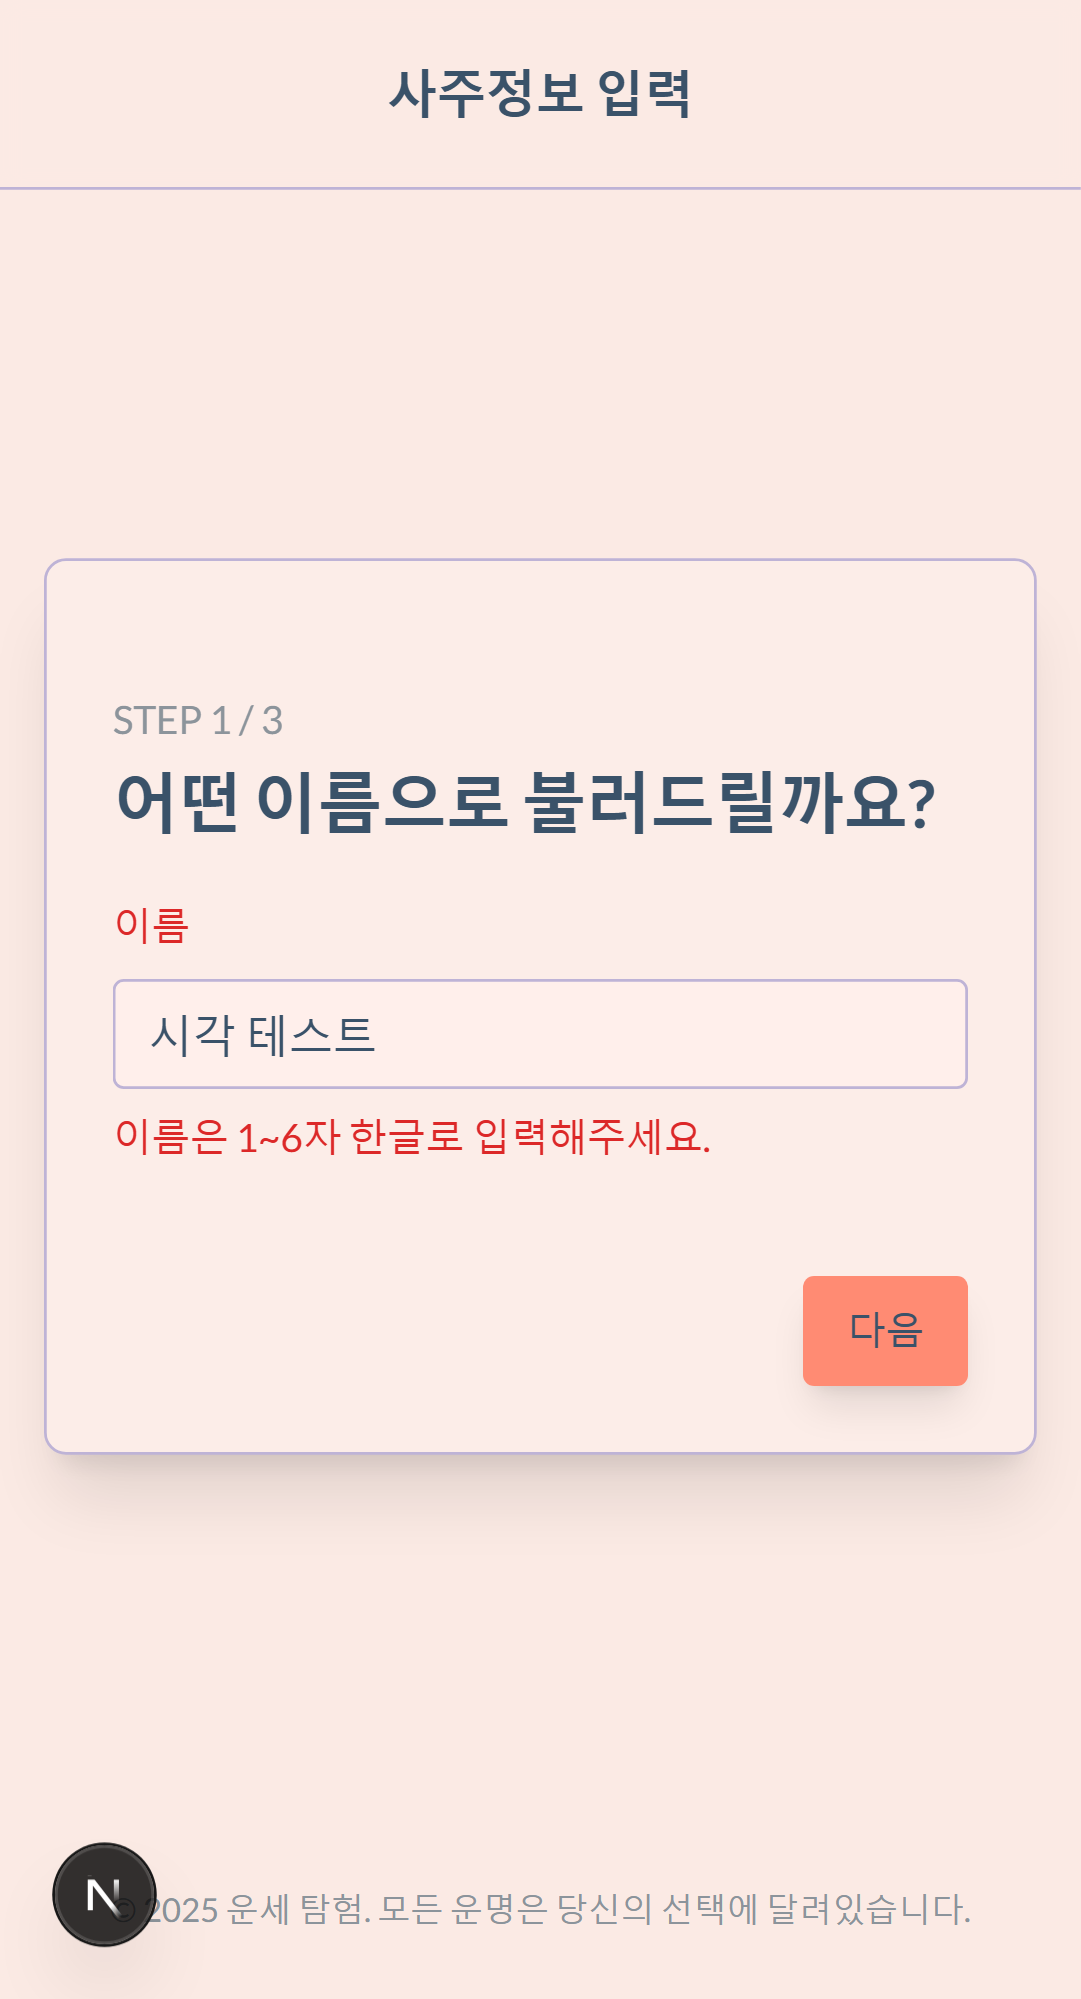 사주정보 입력
STEP 1 / 3
어떤 이름으로 불러드릴까요?
이름
시각 테스트
이름은 1~6자 한글로 입력해주세요.
다음
N
© 2025 운세 탐험. 모든 운명은 당신의 선택에 달려있습니다.